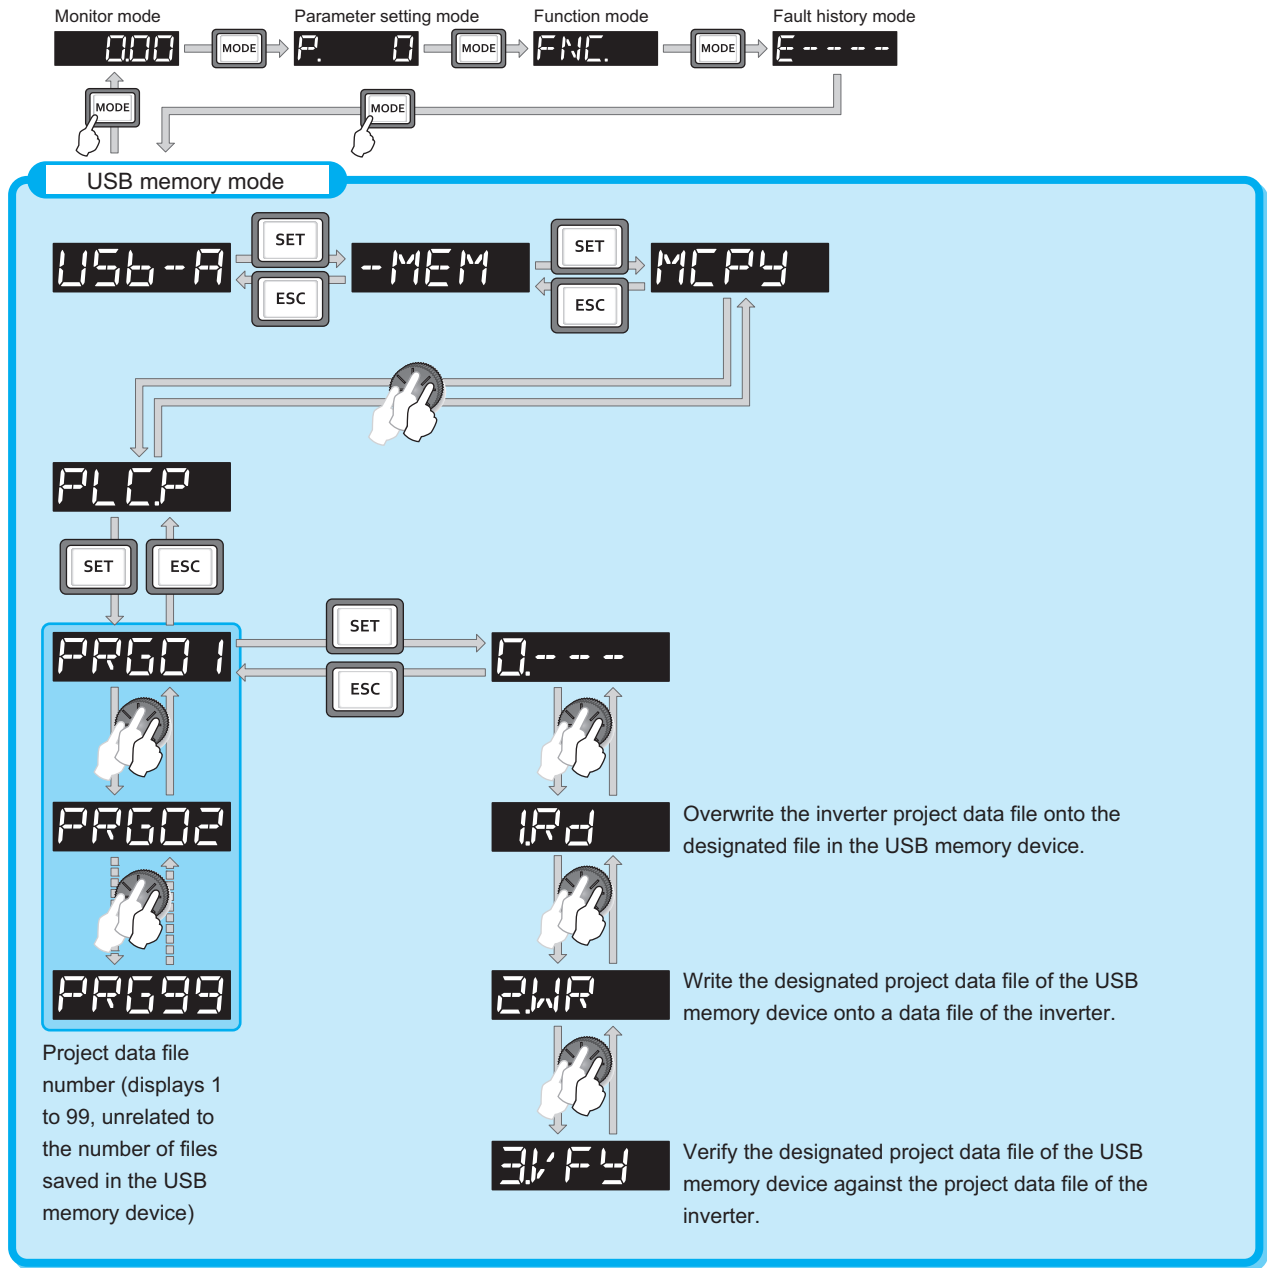 Monitor mode
Parameter setting mode
Function mode
Fault history mode
0.00
MODE
P. 0
MODE
FNC.
MODE
E-----
MODE
MODE
USB memory mode
USb-A
SET
ESC
-MEM
SET
ESC
MCPY
PLC.P
SET
ESC
PRG01
SET
ESC
0.---
PRG02
1.Rd
Overwrite the inverter project data file onto the
designated file in the USB memory device.
PRG99
2.WR
Write the designated project data file of the USB
memory device onto a data file of the inverter.
Project data file
number (displays 1
to 99, unrelated to
the number of files
saved in the USB
memory device)
3.VFY
Verify the designated project data file of the USB
memory device against the project data file of the
inverter.